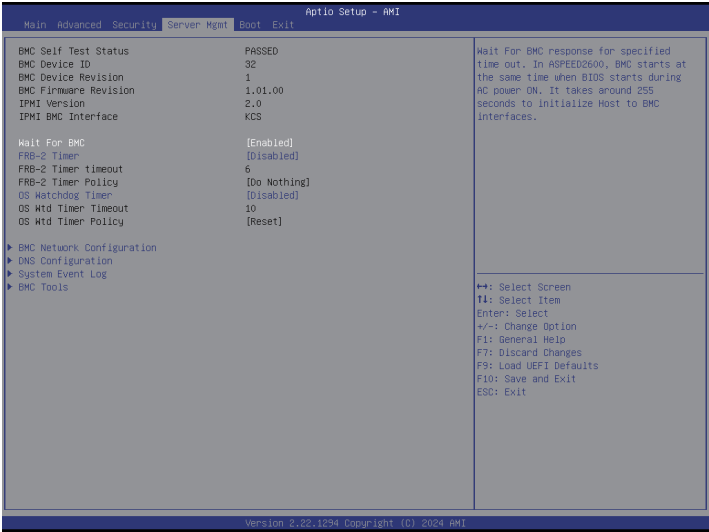 Aptio Setup - AMI
Main Advanced Security Server Mgmt Boot Exit
BMC Self Test Status PASSED
BMC Device ID 32
BMC Device Revision 1
BMC Firmware Revision 1.01.00
IPMI Version 2.0
IPMI BMC Interface KCS
Wait For BMC [Enabled]
FRB-2 Timer [Disabled]
FRB-2 Timer timeout 6
FRB-2 Timer Policy [Do Nothing]
OS Watchdog Timer [Disabled]
OS Wtd Timer Timeout 10
OS Wtd Timer Policy [Reset]
BMC Network Configuration
DNS Configuration
System Event Log
BMC Tools
Wait For BMC response for specified
time out. In ASPEED2600, BMC starts at
the same time when BIOS starts during
AC power ON. It takes around 255
seconds to initialize Host to BMC
interfaces.
↔: Select Screen
↑↓: Select Item
Enter: Select
+/-: Change Option
F1: General Help
F7: Discard Changes
F9: Load UEFI Defaults
F10: Save and Exit
ESC: Exit
Version 2.22.1294 Copyright (C) 2024 AMI